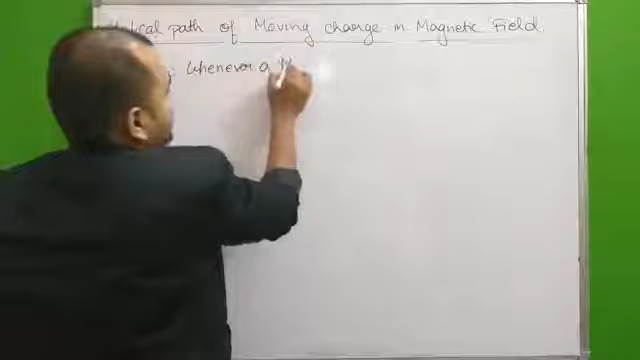 path of Moving charge in Magnetic Field
: Whenever a